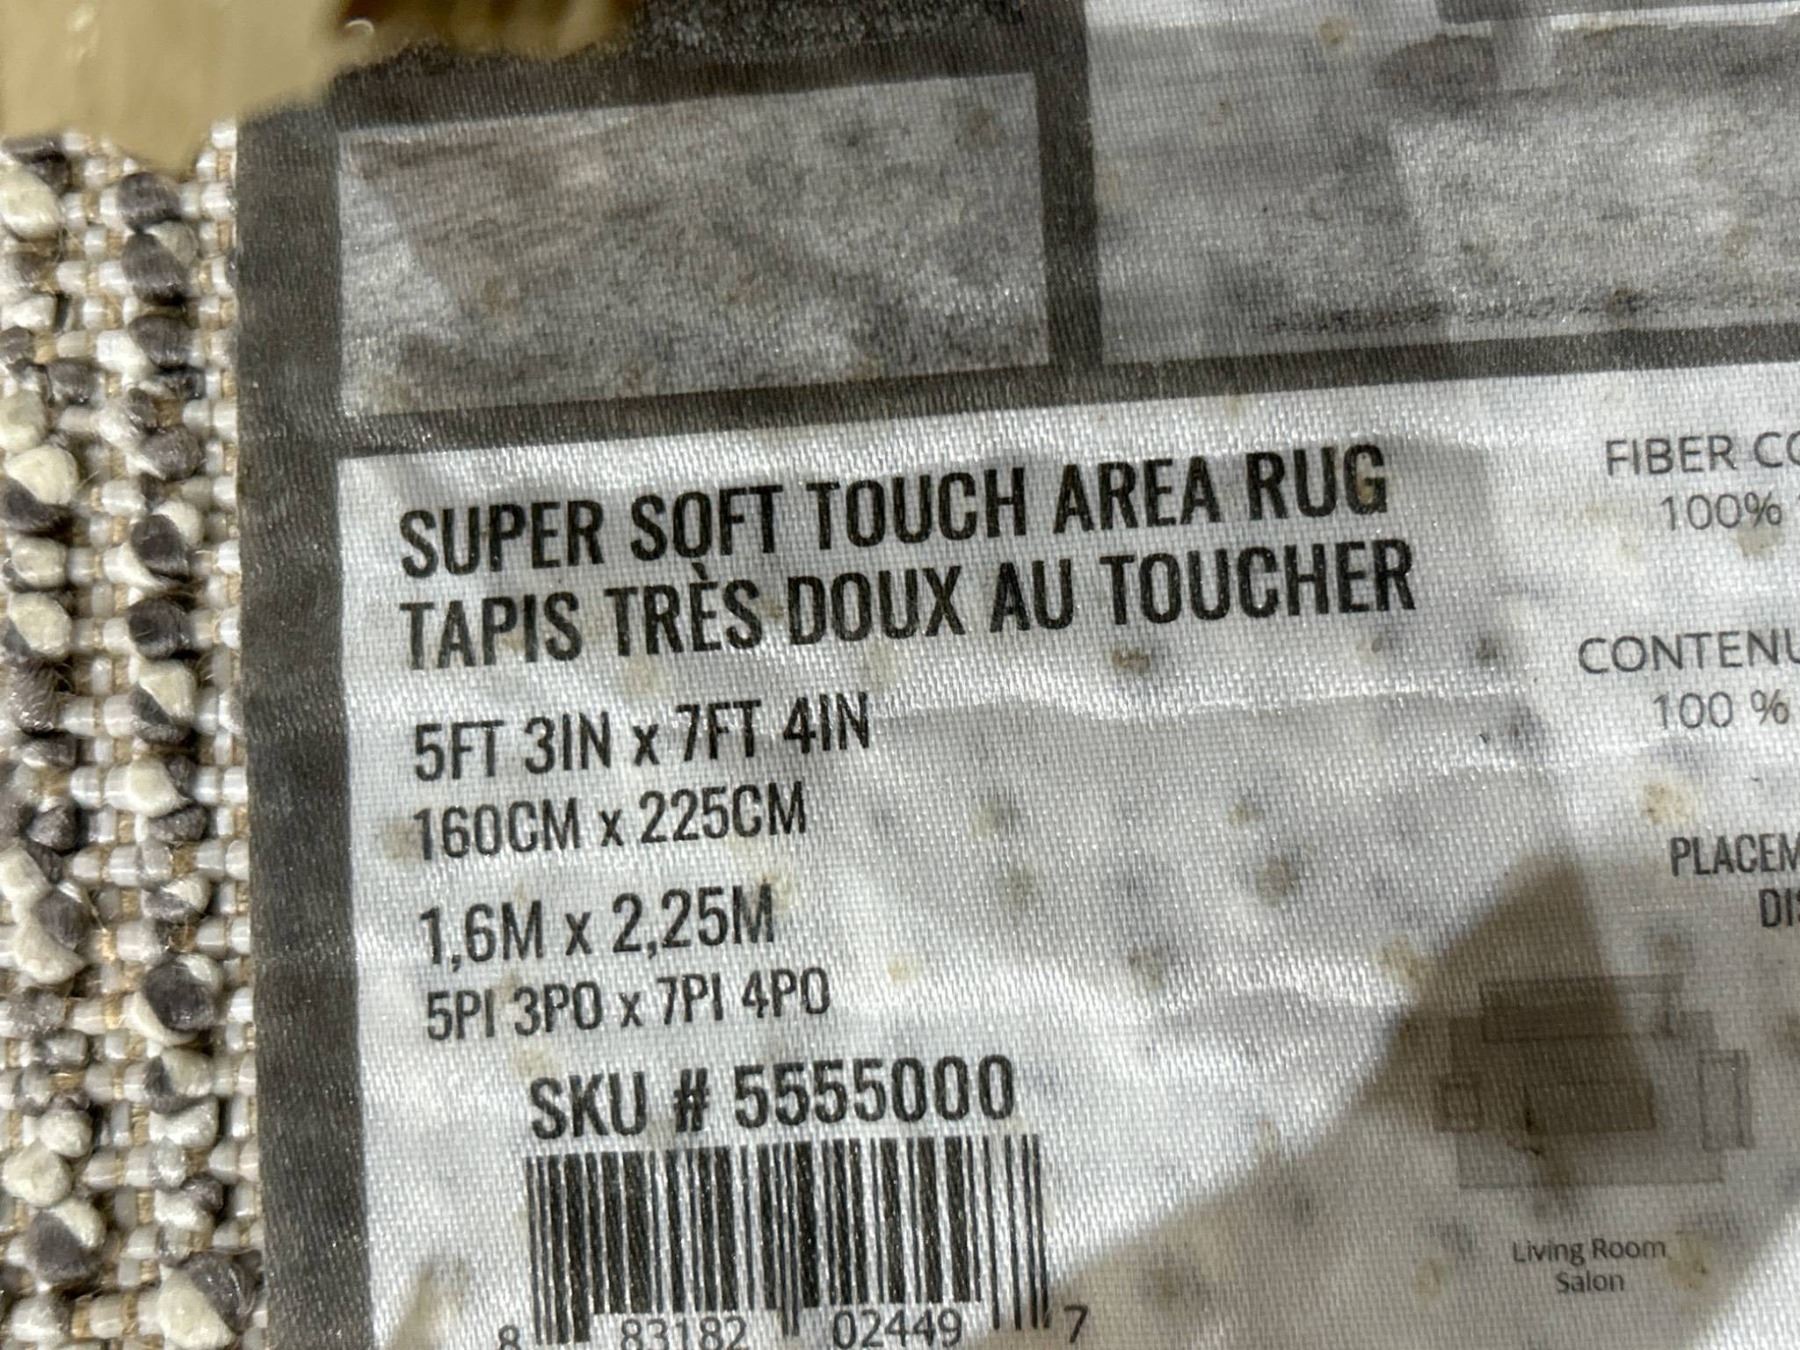 SUPER SOFT TOUCH AREA RUG
TAPIS TRÈS DOUX AU TOUCHER
5FT 3IN x 7FT 4IN
160CM x 225CM
1,6M x 2,25M
5PI 3PO x 7PI 4PO
SKU # 5555000
8 83182 02449 7
FIBER CO
100%
CONTENU
100 %
PLACEM
DIS
Living Room
Salon